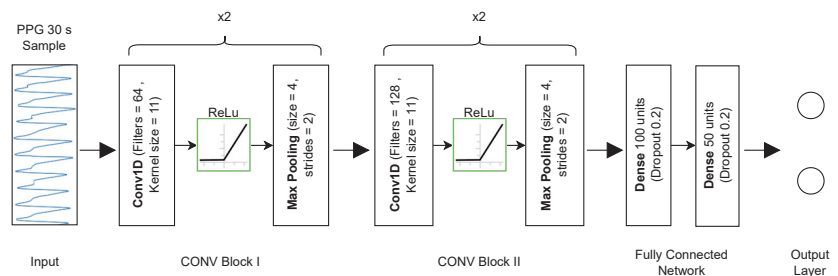 PPG 30 s
Sample
x2
x2
Conv1D (Filters = 64 ,
Kernel size = 11)
ReLu
Max Pooling (size = 4,
strides = 2)
Conv1D (Filters = 128 ,
Kernel size = 11)
ReLu
Max Pooling (size = 4,
strides = 2)
Dense 100 units
(Dropout 0.2)
Dense 50 units
(Dropout 0.2)
Input
CONV Block I
CONV Block II
Fully Connected
Network
Output
Layer